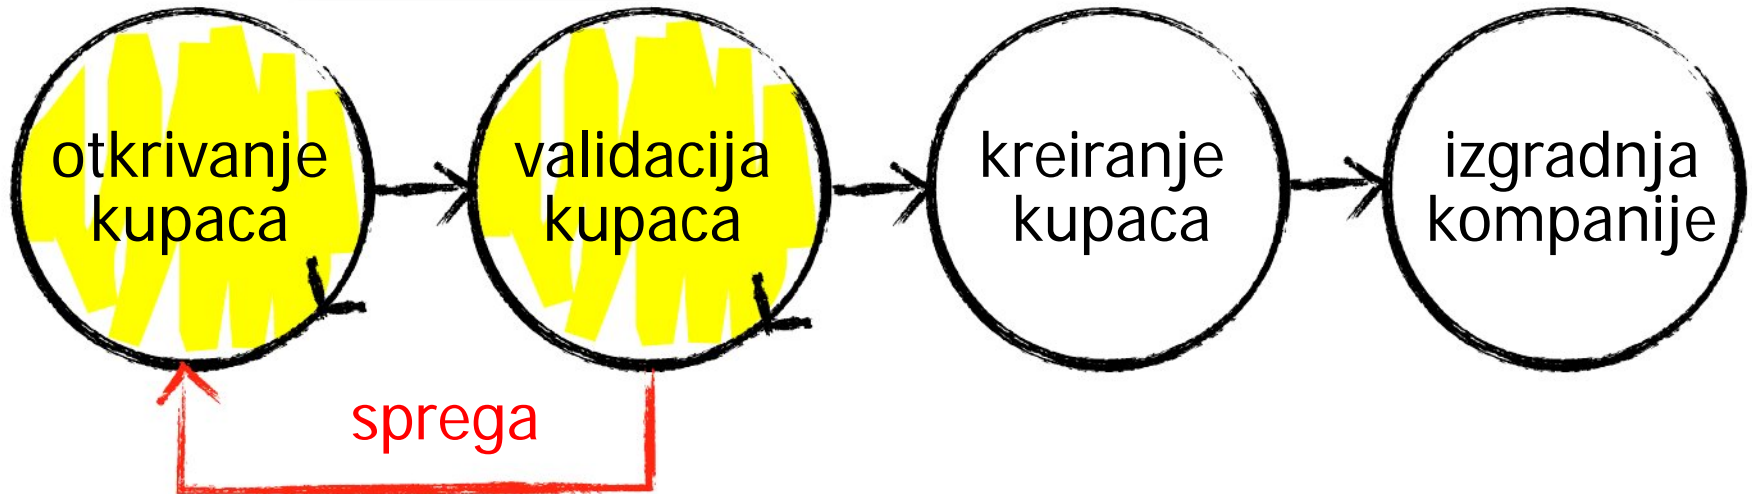 otkrivanje
kupaca
validacija
kupaca
kreiranje
kupaca
izgradnja
kompanije
sprega